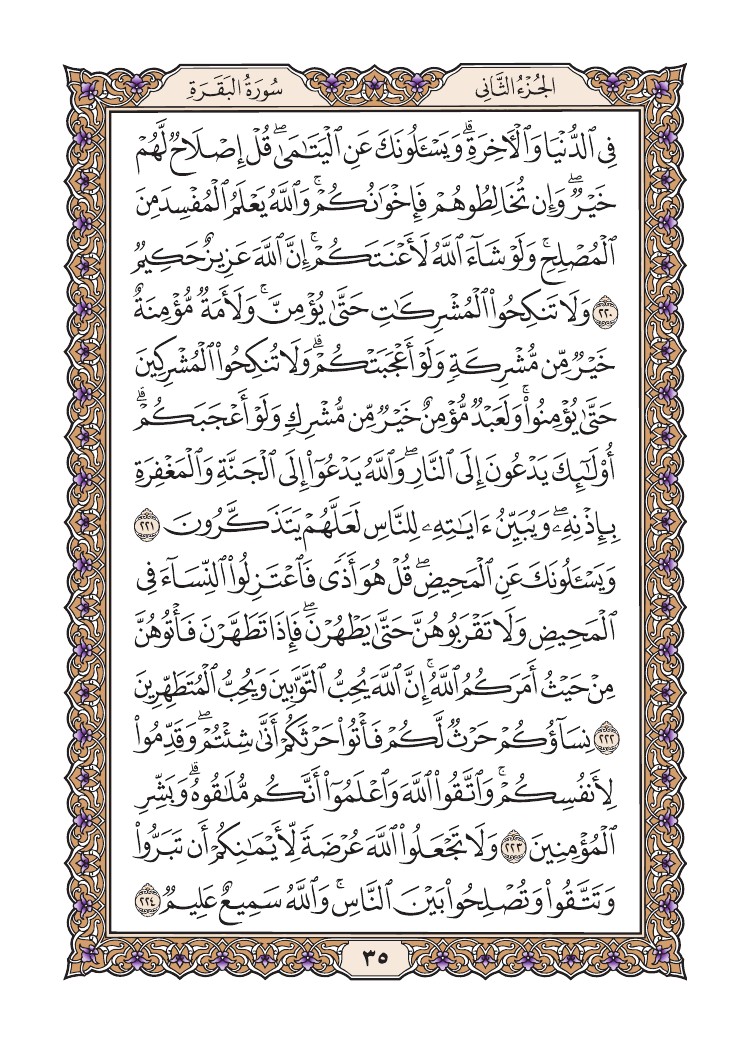 الجُزْءُ الثَّانِى
سُورَةُ البَقَرَةِ
فِى ٱلدُّنْيَا وَٱلْأٓخِرَةِۗ وَيَسْـَٔلُونَكَ عَنِ ٱلْيَتَـٰمَىٰۖ قُلْ إِصْلَاحٌ لَّهُمْ
خَيْرٌۖ وَإِن تُخَالِطُوهُمْ فَإِخْوَٰنُكُمْۚ وَٱللَّهُ يَعْلَمُ ٱلْمُفْسِدَ مِنَ
ٱلْمُصْلِحِۚ وَلَوْ شَآءَ ٱللَّهُ لَأَعْنَتَكُمْۚ إِنَّ ٱللَّهَ عَزِيزٌ حَكِيمٌ
٢٢٠ وَلَا تَنكِحُوا۟ ٱلْمُشْرِكَـٰتِ حَتَّىٰ يُؤْمِنَّۚ وَلَأَمَةٌ مُّؤْمِنَةٌ
خَيْرٌ مِّن مُّشْرِكَةٍ وَلَوْ أَعْجَبَتْكُمْۗ وَلَا تُنكِحُوا۟ ٱلْمُشْرِكِينَ
حَتَّىٰ يُؤْمِنُوا۟ۚ وَلَعَبْدٌ مُّؤْمِنٌ خَيْرٌ مِّن مُّشْرِكٍ وَلَوْ أَعْجَبَكُمْۗ
أُو۟لَـٰٓئِكَ يَدْعُونَ إِلَى ٱلنَّارِۖ وَٱللَّهُ يَدْعُوٓا۟ إِلَى ٱلْجَنَّةِ وَٱلْمَغْفِرَةِ
بِإِذْنِهِۦۖ وَيُبَيِّنُ ءَايَـٰتِهِۦ لِلنَّاسِ لَعَلَّهُمْ يَتَذَكَّرُونَ ٢٢١
وَيَسْـَٔلُونَكَ عَنِ ٱلْمَحِيضِۖ قُلْ هُوَ أَذًى فَٱعْتَزِلُوا۟ ٱلنِّسَآءَ فِى
ٱلْمَحِيضِ وَلَا تَقْرَبُوهُنَّ حَتَّىٰ يَطْهُرْنَۖ فَإِذَا تَطَهَّرْنَ فَأْتُوهُنَّ
مِنْ حَيْثُ أَمَرَكُمُ ٱللَّهُۚ إِنَّ ٱللَّهَ يُحِبُّ ٱلتَّوَّٰبِينَ وَيُحِبُّ ٱلْمُتَطَهِّرِينَ
٢٢٢ نِسَآؤُكُمْ حَرْثٌ لَّكُمْ فَأْتُوا۟ حَرْثَكُمْ أَنَّىٰ شِئْتُمْۖ وَقَدِّمُوا۟
لِأَنفُسِكُمْۚ وَٱتَّقُوا۟ ٱللَّهَ وَٱعْلَمُوٓا۟ أَنَّكُم مُّلَـٰقُوهُۗ وَبَشِّرِ
ٱلْمُؤْمِنِينَ ٢٢٣ وَلَا تَجْعَلُوا۟ ٱللَّهَ عُرْضَةً لِّأَيْمَـٰنِكُمْ أَن تَبَرُّوا۟
وَتَتَّقُوا۟ وَتُصْلِحُوا۟ بَيْنَ ٱلنَّاسِۚ وَٱللَّهُ سَمِيعٌ عَلِيمٌ ٢٢٤
٣٥